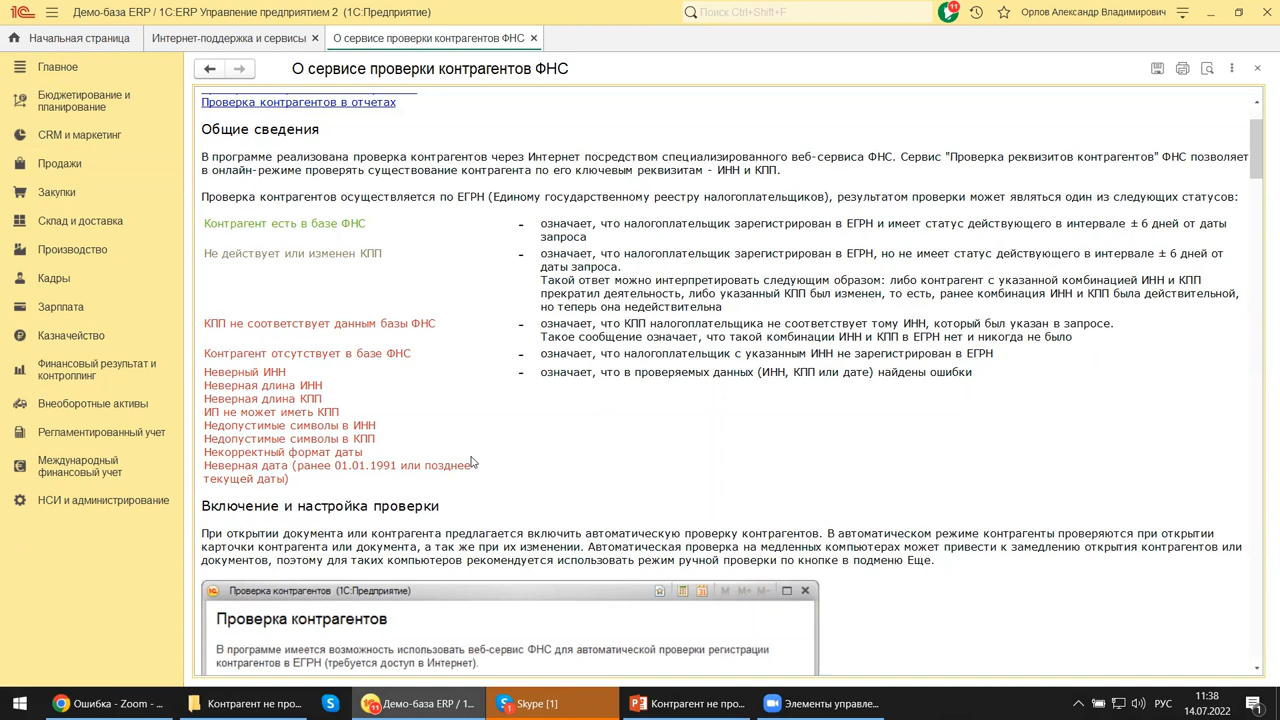 Демо-база ERP / 1С:ERP Управление предприятием 2 (1С:Предприятие)
Поиск Ctrl+Shift+F
11
Орлов Александр Владимирович
Начальная страница
Интернет-поддержка и сервисы ×
О сервисе проверки контрагентов ФНС ×
Главное
Бюджетирование и
планирование
CRM и маркетинг
Продажи
Закупки
Склад и доставка
Производство
Кадры
Зарплата
Казначейство
Финансовый результат и
контроллинг
Внеоборотные активы
Регламентированный учет
Международный
финансовый учет
НСИ и администрирование
О сервисе проверки контрагентов ФНС
Проверка контрагентов в отчетах
Общие сведения
В программе реализована проверка контрагентов через Интернет посредством специализированного веб-сервиса ФНС. Сервис "Проверка реквизитов контрагентов" ФНС позволяет
в онлайн-режиме проверять существование контрагента по его ключевым реквизитам - ИНН и КПП.
Проверка контрагентов осуществляется по ЕГРН (Единому государственному реестру налогоплательщиков), результатом проверки может являться один из следующих статусов:
Контрагент есть в базе ФНС - означает, что налогоплательщик зарегистрирован в ЕГРН и имеет статус действующего в интервале ± 6 дней от даты
запроса
Не действует или изменен КПП - означает, что налогоплательщик зарегистрирован в ЕГРН, но не имеет статус действующего в интервале ± 6 дней от
даты запроса.
Такой ответ можно интерпретировать следующим образом: либо контрагент с указанной комбинацией ИНН и КПП
прекратил деятельность, либо указанный КПП был изменен, то есть, ранее комбинация ИНН и КПП была действительной,
но теперь она недействительна
КПП не соответствует данным базы ФНС - означает, что КПП налогоплательщика не соответствует тому ИНН, который был указан в запросе.
Такое сообщение означает, что такой комбинации ИНН и КПП в ЕГРН нет и никогда не было
Контрагент отсутствует в базе ФНС - означает, что налогоплательщик с указанным ИНН не зарегистрирован в ЕГРН
Неверный ИНН - означает, что в проверяемых данных (ИНН, КПП или дате) найдены ошибки
Неверная длина ИНН
Неверная длина КПП
ИП не может иметь КПП
Недопустимые символы в ИНН
Недопустимые символы в КПП
Некорректный формат даты
Неверная дата (ранее 01.01.1991 или позднее
текущей даты)
Включение и настройка проверки
При открытии документа или контрагента предлагается включить автоматическую проверку контрагентов. В автоматическом режиме контрагенты проверяются при открытии
карточки контрагента или документа, а так же при их изменении. Автоматическая проверка на медленных компьютерах может привести к замедлению открытия контрагентов или
документов, поэтому для таких компьютеров рекомендуется использовать режим ручной проверки по кнопке в подменю Еще.
Проверка контрагентов (1С:Предприятие)
M M+ M-
Проверка контрагентов
В программе имеется возможность использовать веб-сервис ФНС для автоматической проверки регистрации
контрагентов в ЕГРН (требуется доступ в Интернет).
Ошибка - Zoom - ...
Контрагент не про...
Демо-база ERP / 1...
Skype [1]
Контрагент не про...
Элементы управле...
РУС
11:38
14.07.2022